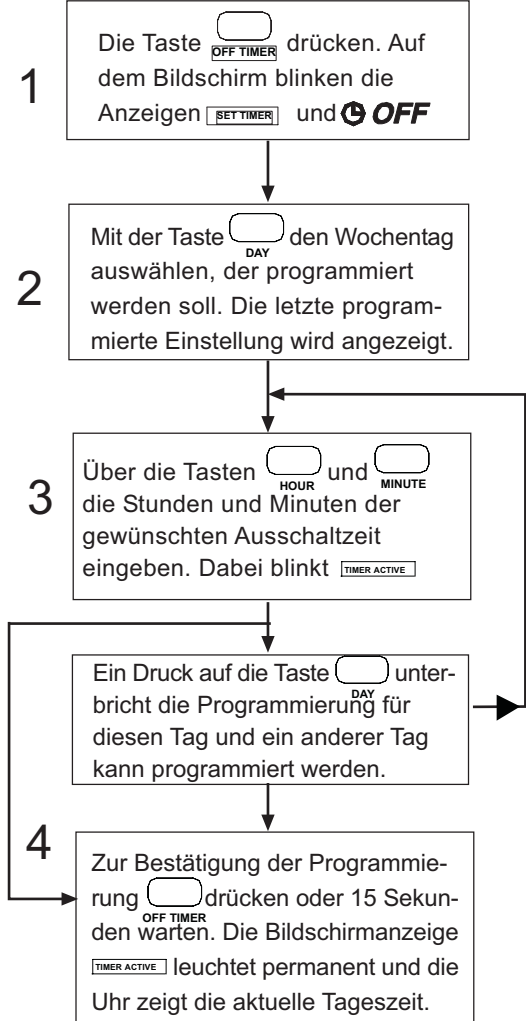 1
Die Taste OFF TIMER drücken. Auf
dem Bildschirm blinken die
Anzeigen SET TIMER und OFF
2
Mit der Taste DAY den Wochentag
auswählen, der programmiert
werden soll. Die letzte program-
mierte Einstellung wird angezeigt.
3
Über die Tasten HOUR und MINUTE
die Stunden und Minuten der
gewünschten Ausschaltzeit
eingeben. Dabei blinkt TIMER ACTIVE
Ein Druck auf die Taste DAY unter-
bricht die Programmierung für
diesen Tag und ein anderer Tag
kann programmiert werden.
4
Zur Bestätigung der Programmie-
rung OFF TIMER drücken oder 15 Sekun-
den warten. Die Bildschirmanzeige
TIMER ACTIVE leuchtet permanent und die
Uhr zeigt die aktuelle Tageszeit.